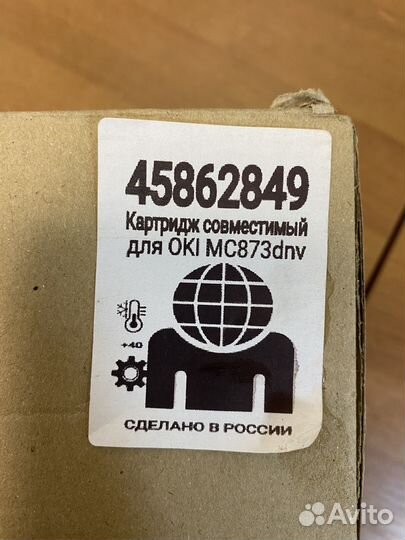 45862849
Картридж совместимый
для OKI MC873dnv
+40
СДЕЛАНО В РОССИИ
Avito